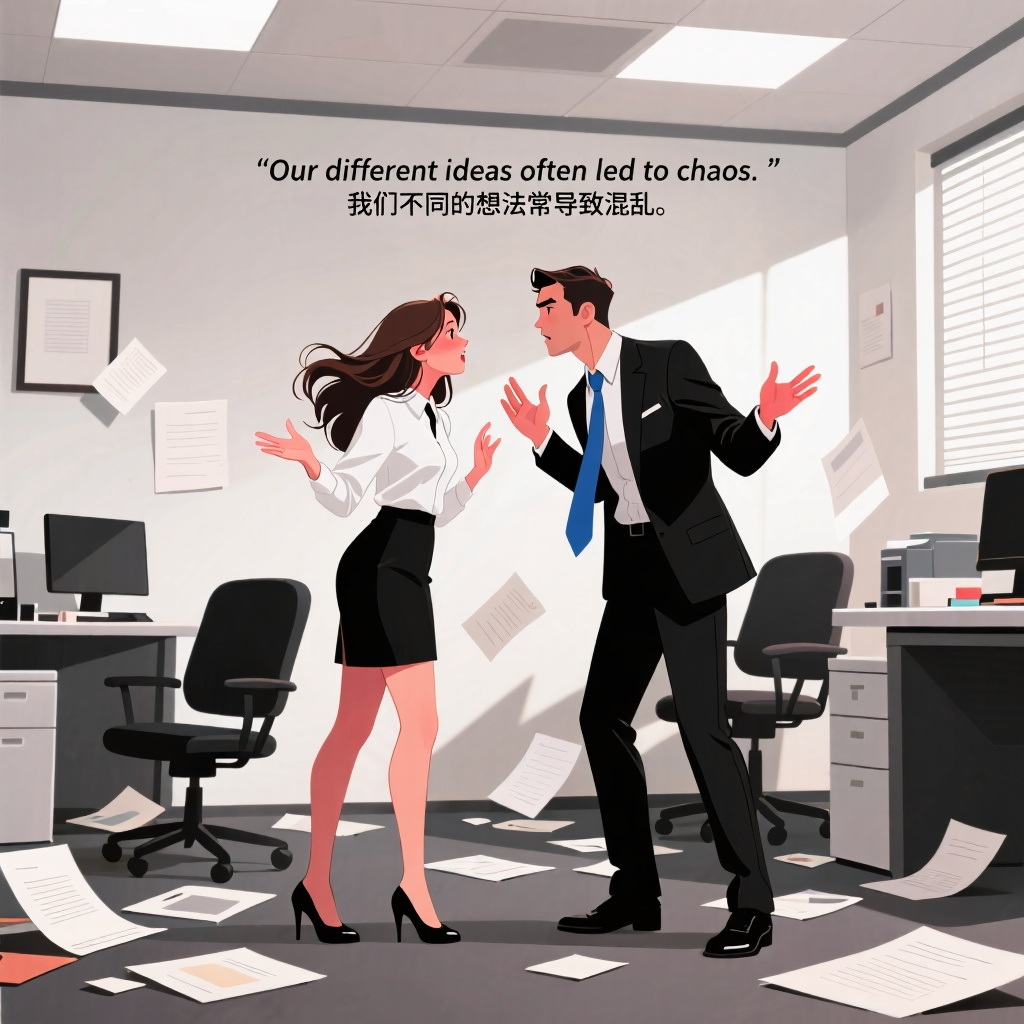 “Our different ideas often led to chaos. ”
我们不同的想法常导致混乱。